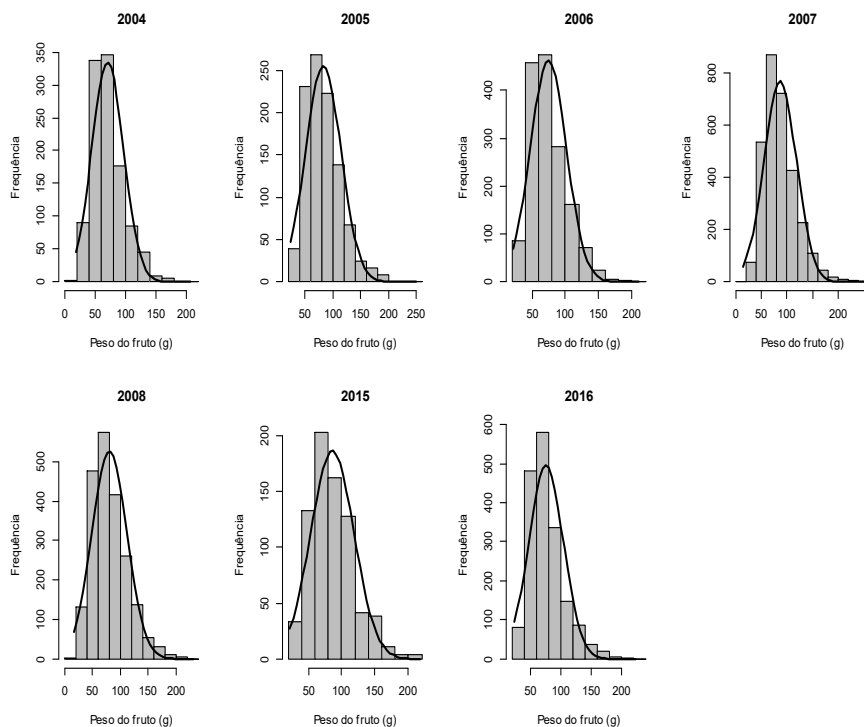 2004
Frequência
0 50 100 150 200 250 300 350
0 50 100 150 200
Peso do fruto (g)
2005
Frequência
0 50 100 150 200 250
50 100 150 200 250
Peso do fruto (g)
2006
Frequência
0 100 200 300 400
50 100 150 200
Peso do fruto (g)
2007
Frequência
0 200 400 600 800
0 50 100 200
Peso do fruto (g)
2008
Frequência
0 100 200 300 400 500
0 50 100 150 200
Peso do fruto (g)
2015
Frequência
0 50 100 150 200
50 100 150 200
Peso do fruto (g)
2016
Frequência
0 100 200 300 400 500 600
50 100 150 200
Peso do fruto (g)